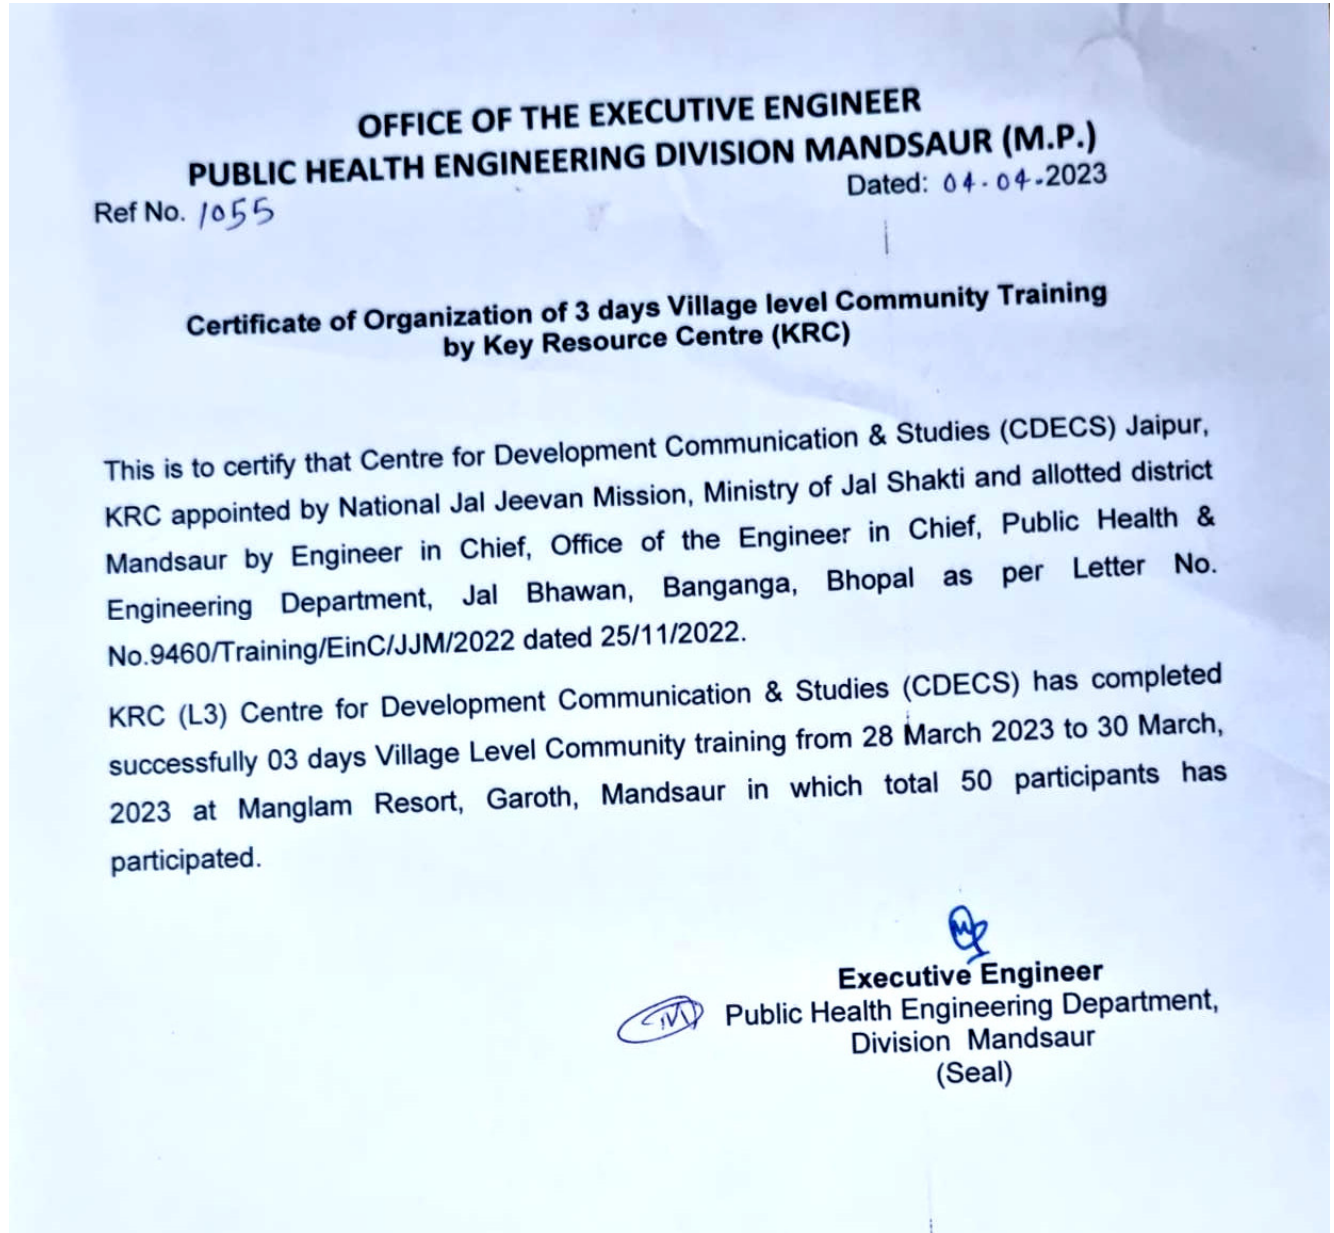 OFFICE OF THE EXECUTIVE ENGINEER
PUBLIC HEALTH ENGINEERING DIVISION MANDSAUR (M.P.)
Ref No. 1055
Dated: 04-04-2023
Certificate of Organization of 3 days Village level Community Training
by Key Resource Centre (KRC)
This is to certify that Centre for Development Communication & Studies (CDECS) Jaipur,
KRC appointed by National Jal Jeevan Mission, Ministry of Jal Shakti and allotted district
Mandsaur by Engineer in Chief, Office of the Engineer in Chief, Public Health &
Engineering Department, Jal Bhawan, Banganga, Bhopal as per Letter No.
No.9460/Training/EinC/JJM/2022 dated 25/11/2022.
KRC (L3) Centre for Development Communication & Studies (CDECS) has completed
successfully 03 days Village Level Community training from 28 March 2023 to 30 March,
2023 at Manglam Resort, Garoth, Mandsaur in which total 50 participants has
participated.
Executive Engineer
Public Health Engineering Department,
Division Mandsaur
(Seal)